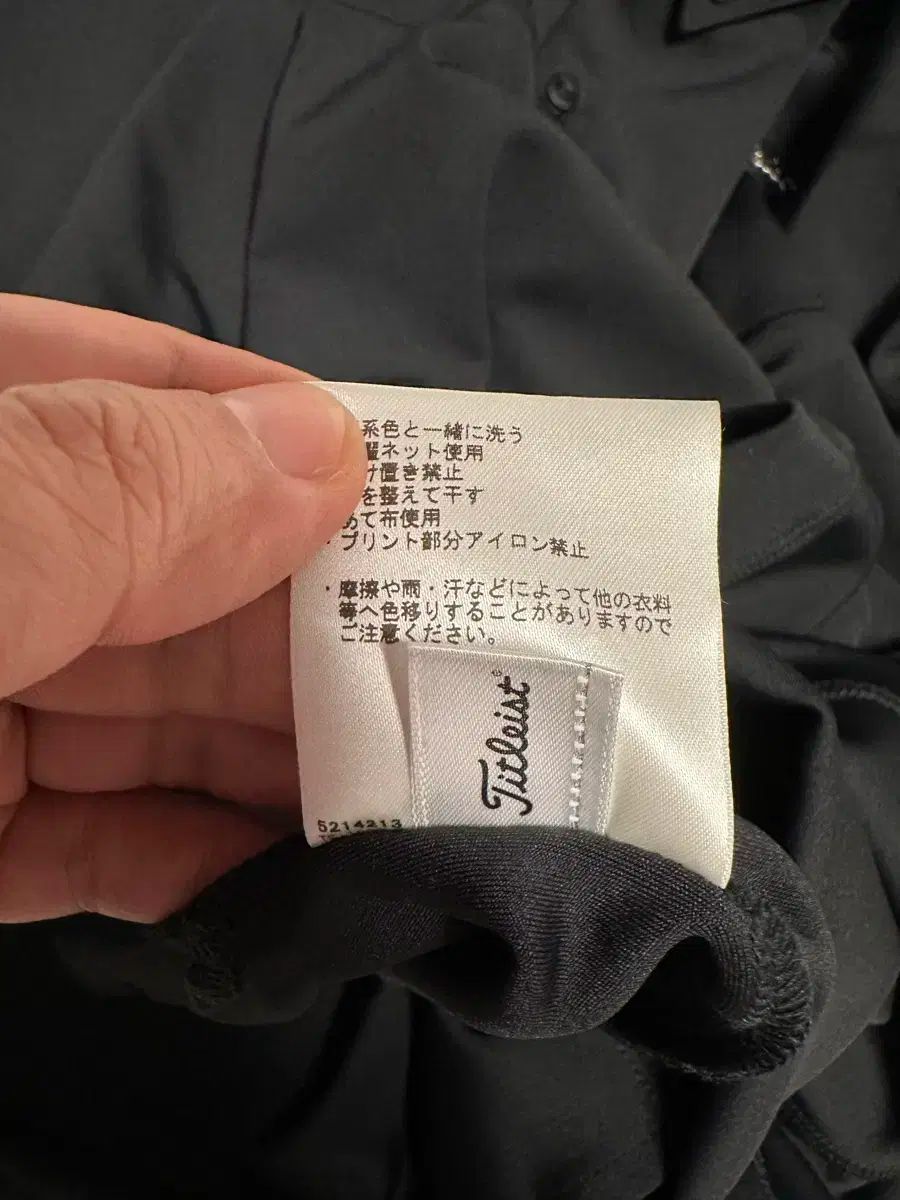 系色と一緒に洗う
ネット使用
け置き禁止
を整えて干す
あて布使用
・プリント部分アイロン禁止
・摩擦や雨・汗などによって他の衣料
等へ色移りすることがありますので
ご注意ください。
Titleist
5214213